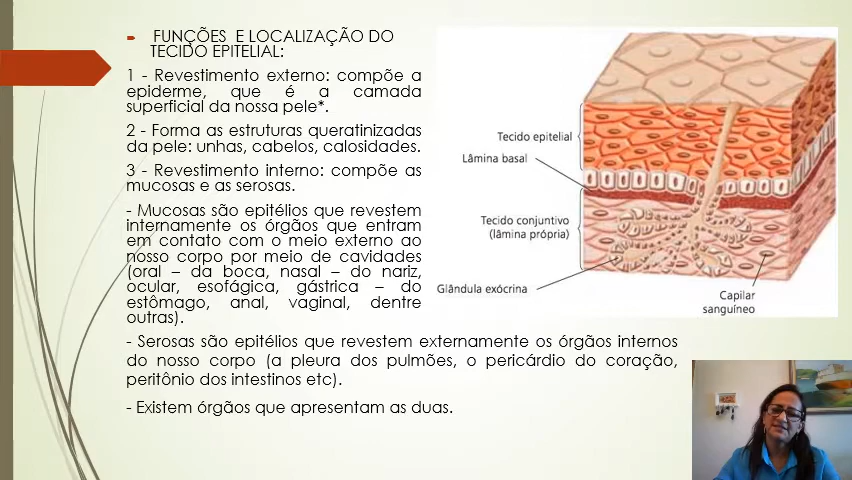 FUNÇÕES E LOCALIZAÇÃO DO
TECIDO EPITELIAL:
1 - Revestimento externo: compõe a
epiderme, que é a camada
superficial da nossa pele*.
2 - Forma as estruturas queratinizadas
da pele: unhas, cabelos, calosidades.
3 - Revestimento interno: compõe as
mucosas e as serosas.
- Mucosas são epitélios que revestem
internamente os órgãos que entram
em contato com o meio externo ao
nosso corpo por meio de cavidades
(oral – da boca, nasal – do nariz,
ocular, esofágica, gástrica – do
estômago, anal, vaginal, dentre
outras).
- Serosas são epitélios que revestem externamente os órgãos internos
do nosso corpo (a pleura dos pulmões, o pericárdio do coração,
peritônio dos intestinos etc).
- Existem órgãos que apresentam as duas.
Tecido epitelial
Lâmina basal
Tecido conjuntivo
(lâmina própria)
Glândula exócrina
Capilar
sanguíneo